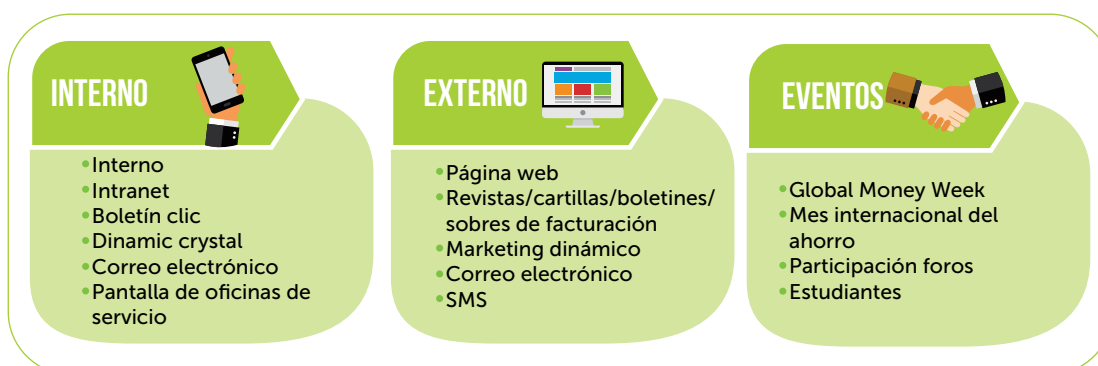 INTERNO
•Interno
•Intranet
•Boletín clic
•Dinamic crystal
•Correo electrónico
•Pantalla de oficinas de
servicio
EXTERNO
•Página web
•Revistas/cartillas/boletines/
sobres de facturación
•Marketing dinámico
•Correo electrónico
•SMS
EVENTOS
•Global Money Week
•Mes internacional del
ahorro
•Participación foros
•Estudiantes